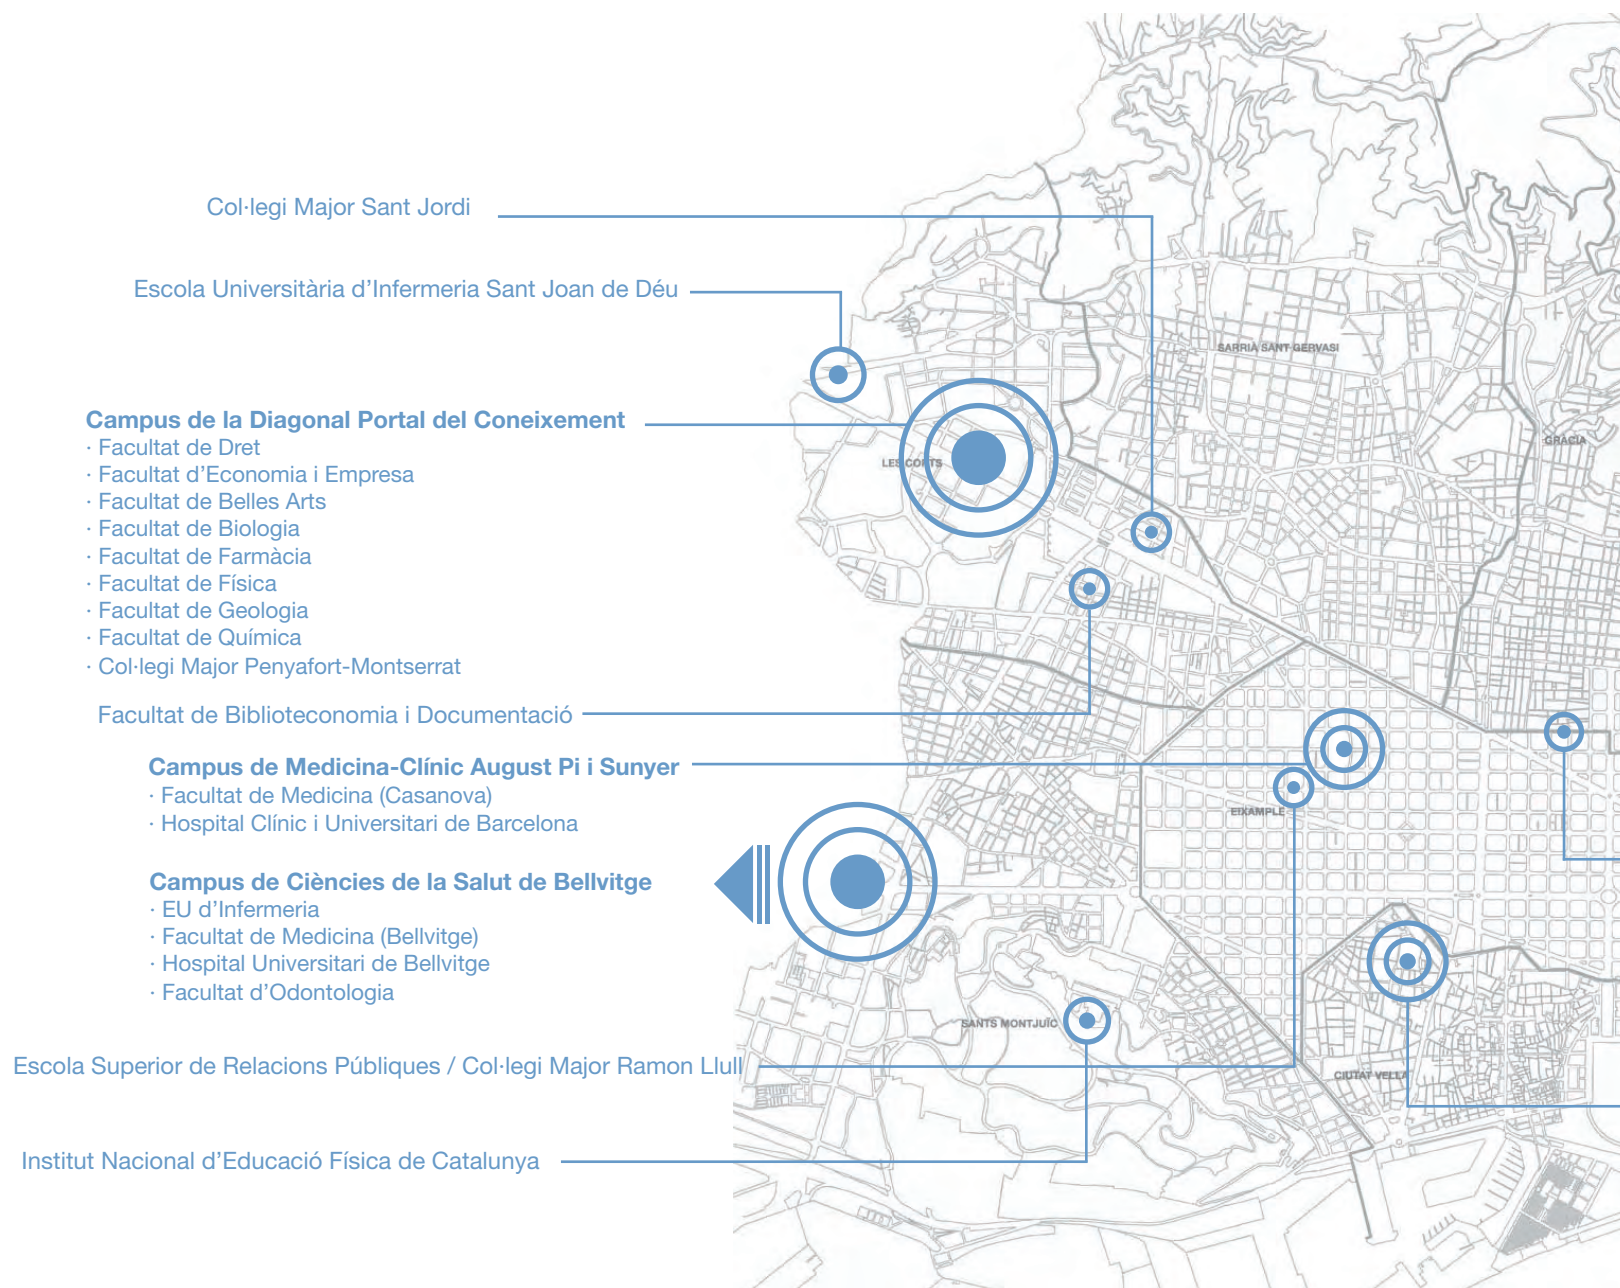 Col·legi Major Sant Jordi
Escola Universitària d’Infermeria Sant Joan de Déu
Campus de la Diagonal Portal del Coneixement
· Facultat de Dret
· Facultat d’Economia i Empresa
· Facultat de Belles Arts
· Facultat de Biologia
· Facultat de Farmàcia
· Facultat de Física
· Facultat de Geologia
· Facultat de Química
· Col·legi Major Penyafort-Montserrat
Facultat de Biblioteconomia i Documentació
Campus de Medicina-Clínic August Pi i Sunyer
· Facultat de Medicina (Casanova)
· Hospital Clínic i Universitari de Barcelona
Campus de Ciències de la Salut de Bellvitge
· EU d’Infermeria
· Facultat de Medicina (Bellvitge)
· Hospital Universitari de Bellvitge
· Facultat d’Odontologia
Escola Superior de Relacions Públiques / Col·legi Major Ramon Llull
Institut Nacional d’Educació Física de Catalunya
SARRIÀ SANT GERVASI
GRÀCIA
LES CORTS
EIXAMPLE
SANTS MONTJUÏC
CIUTAT VELLA